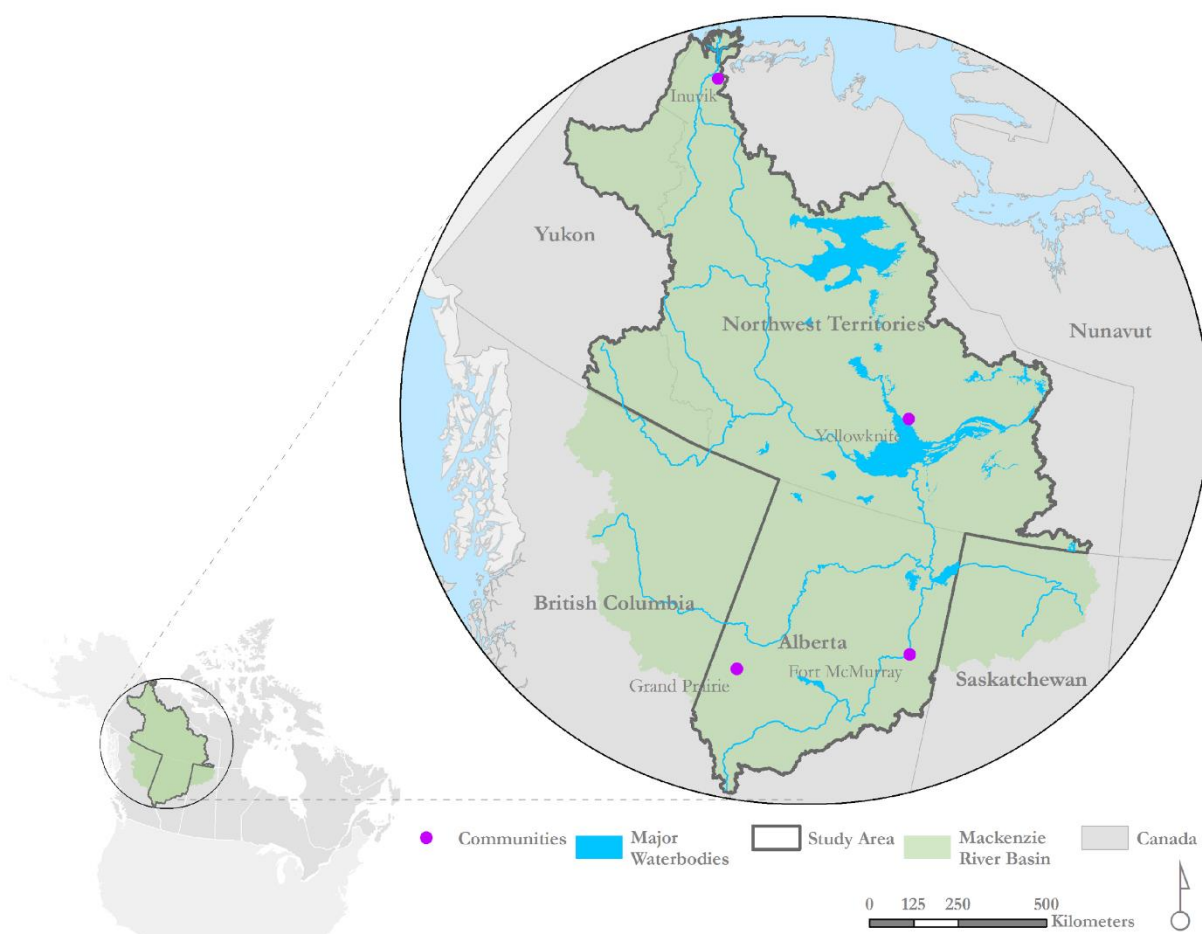 Inuvik
Yukon
Northwest Territories
Nunavut
Yellowknife
British Columbia
Alberta
Grand Prairie
Fort McMurray
Saskatchewan
Communities
Major
Waterbodies
Study Area
Mackenzie
River Basin
Canada
0 125 250 500
Kilometers